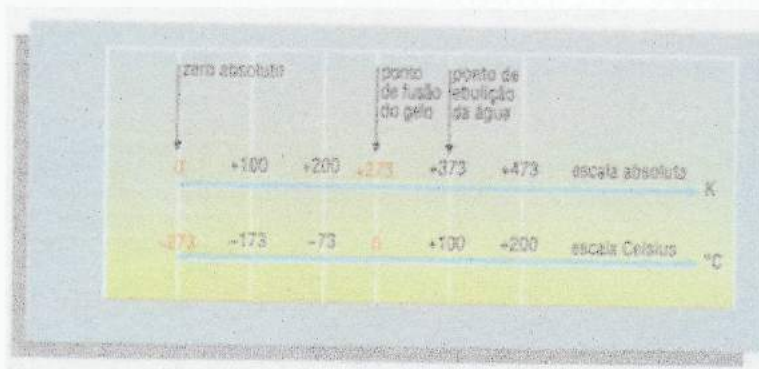 zero absoluto
ponto
de fusão
do gelo
ponto de
ebulição
da água
0 +100 +200 +273 +373 +473 escala absoluta K
-273 -173 -73 0 +100 +200 escala Celsius °C